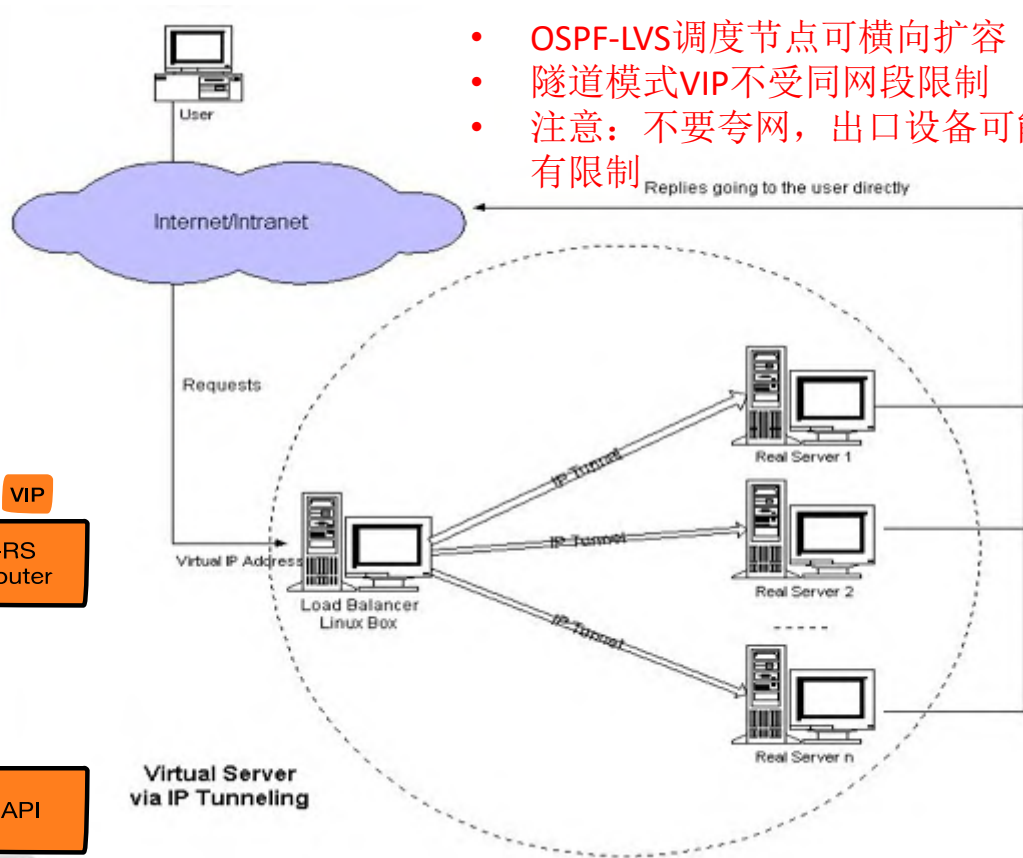 • OSPF-LVS调度节点可横向扩容
• 隧道模式VIP不受同网段限制
• 注意：不要夸网，出口设备可能
有限制
Replies going to the user directly
User
Internet/Intranet
Requests
IP Tunnel
Real Server 1
VIP
-RS
Virtual IP Address
IP Tunnel
Real Server 2
Load Balancer
Linux Box
IP Tunnel
Real Server n
Virtual Server
via IP Tunneling
API